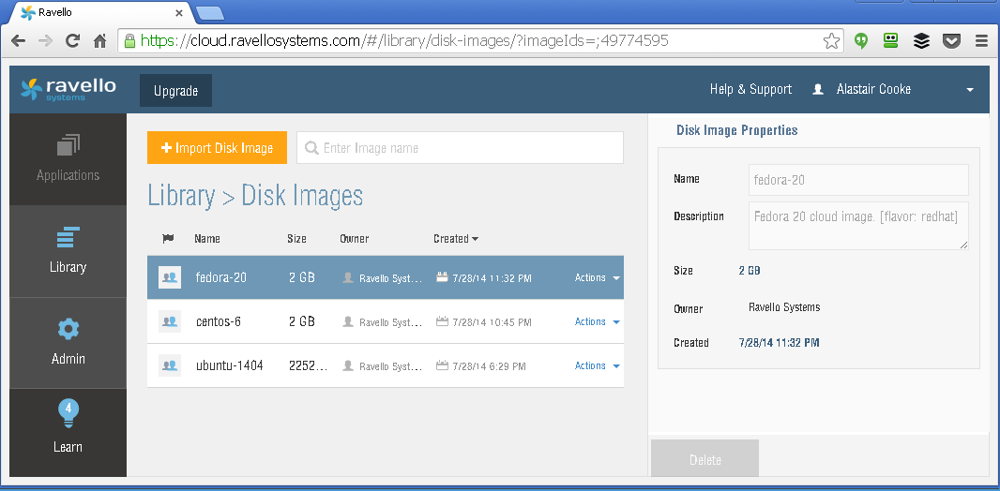 Ravello
https://cloud.ravellosystems.com/#/library/disk-images/?imageIds=;49774595
ravello systems Upgrade Help & Support Alastair Cooke
Applications
Library
Admin
4
Learn
Import Disk Image Enter Image name
Library > Disk Images
Name Size Owner Created
fedora-20 2 GB Ravello Syst... 7/28/14 11:32 PM Actions
centos-6 2 GB Ravello Syst... 7/28/14 10:45 PM Actions
ubuntu-1404 2252... Ravello Syst... 7/28/14 6:29 PM Actions
Disk Image Properties
Name fedora-20
Description Fedora 20 cloud image. [flavor: redhat]
Size 2 GB
Owner Ravello Systems
Created 7/28/14 11:32 PM
Delete